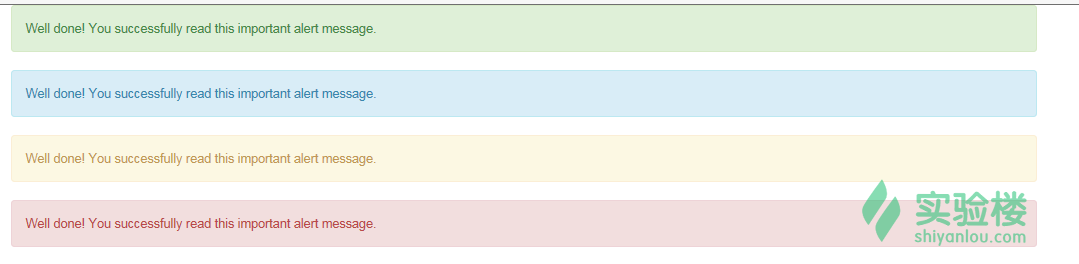 Well done! You successfully read this important alert message.
Well done! You successfully read this important alert message.
Well done! You successfully read this important alert message.
Well done! You successfully read this important alert message.
实验楼
shiyanlou.com